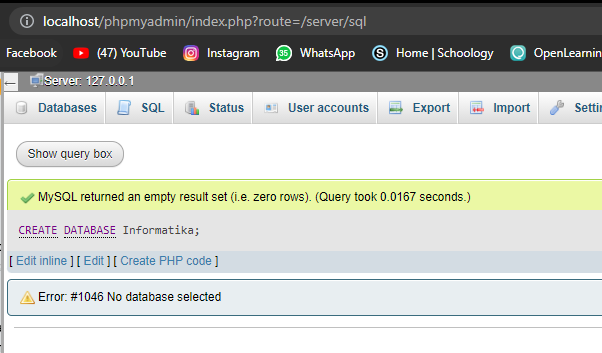 localhost/phpmyadmin/index.php?route=/server/sql
Facebook (47) YouTube Instagram 35 WhatsApp S Home | Schoology OpenLearnin
Server: 127.0.0.1
Databases SQL Status User accounts Export Import Settin
Show query box
MySQL returned an empty result set (i.e. zero rows). (Query took 0.0167 seconds.)
CREATE DATABASE Informatika;
[ Edit inline ] [ Edit ] [ Create PHP code ]
Error: #1046 No database selected